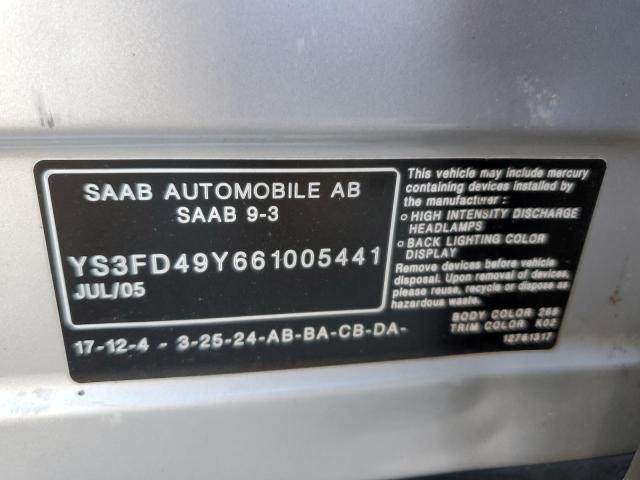 SAAB AUTOMOBILE AB
SAAB 9-3
YS3FD49Y661005441
JUL/05
17-12-4 - 3-25-24-AB-BA-CB-DA-
This vehicle may include mercury
containing devices installed by
the manufacturer :
o HIGH INTENSITY DISCHARGE
HEADLAMPS
o BACK LIGHTING COLOR
DISPLAY
Remove devices before vehicle
disposal. Upon removal of devices,
please reuse, recycle or dispose as
hazardous waste.
BODY COLOR 268
TRIM COLOR K02
12761317